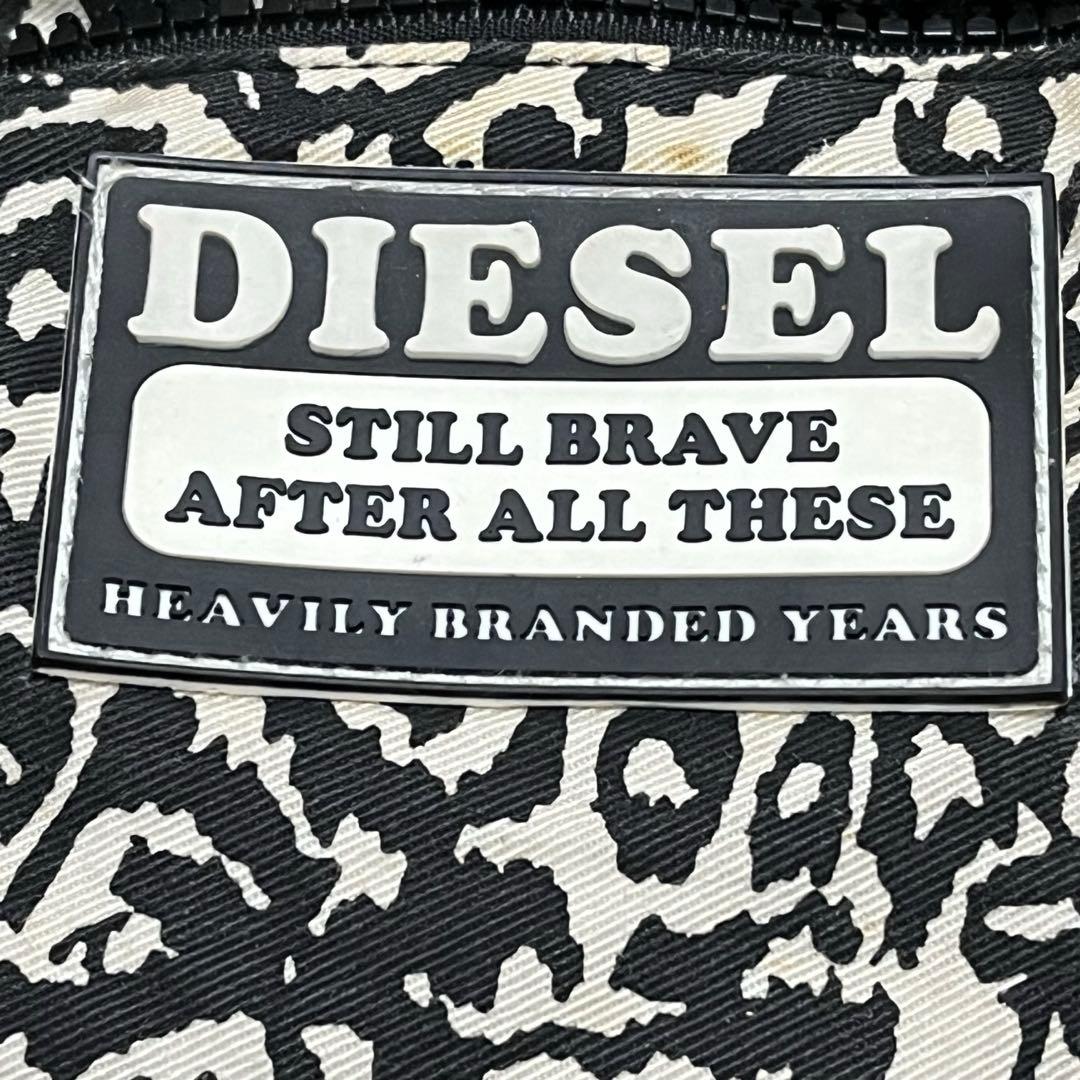 DIESEL
STILL BRAVE
AFTER ALL THESE
HEAVILY BRANDED YEARS